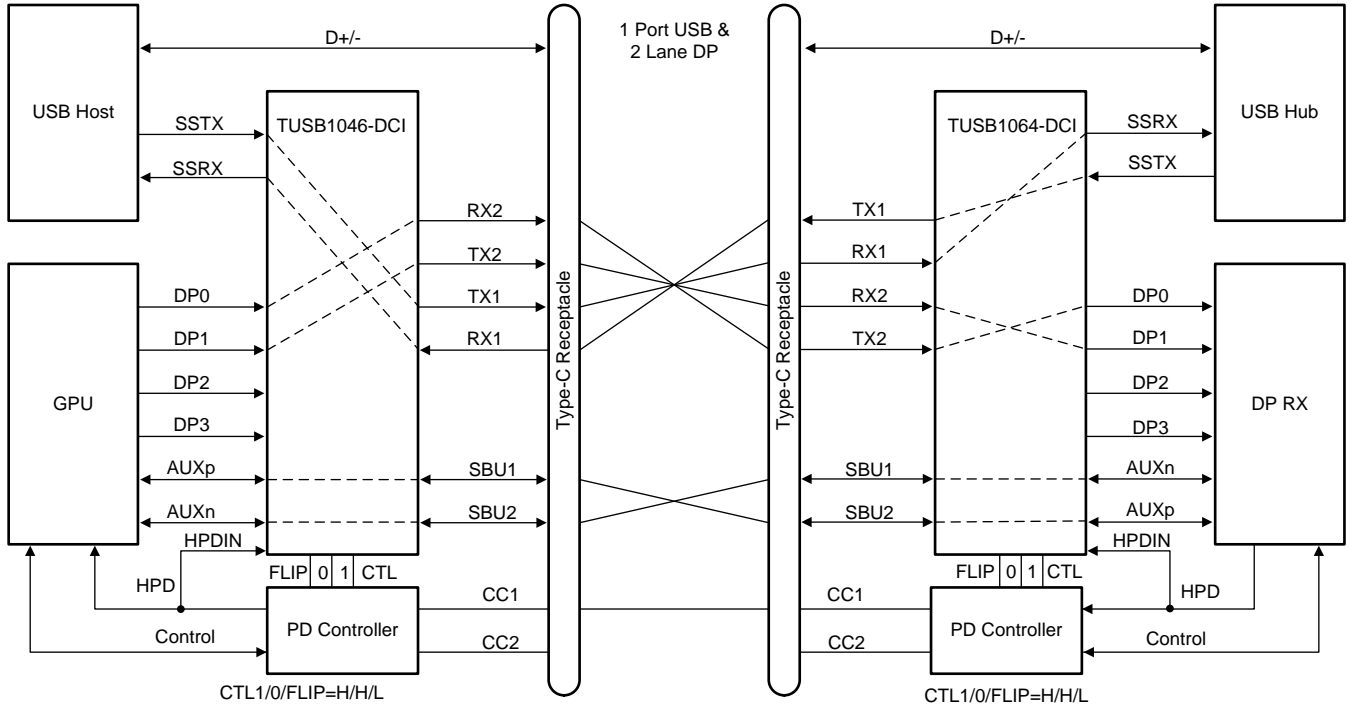 1 Port USB &
2 Lane DP
D+/-
D+/-
USB Host
TUSB1046-DCI
TUSB1064-DCI
USB Hub
SSTX
SSRX
SSRX
SSTX
RX2
TX2
TX1
RX1
TX1
RX1
RX2
TX2
Type-C Receptacle
Type-C Receptacle
GPU
DP0
DP1
DP2
DP3
AUXp
AUXn
SBU1
SBU2
SBU1
SBU2
DP0
DP1
DP2
DP3
AUXn
AUXp
DP RX
HPDIN
HPDIN
FLIP 0 1 CTL
FLIP 0 1 CTL
HPD
HPD
PD Controller
PD Controller
CC1
CC2
CC1
CC2
Control
Control
CTL1/0/FLIP=H/H/L
CTL1/0/FLIP=H/H/L